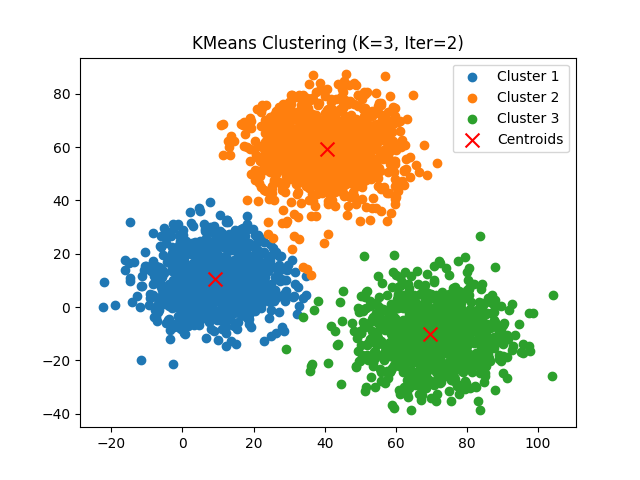 KMeans Clustering (K=3, Iter=2)
Cluster 1
Cluster 2
Cluster 3
Centroids
80
60
40
20
0
−20
−40
−20 0 20 40 60 80 100